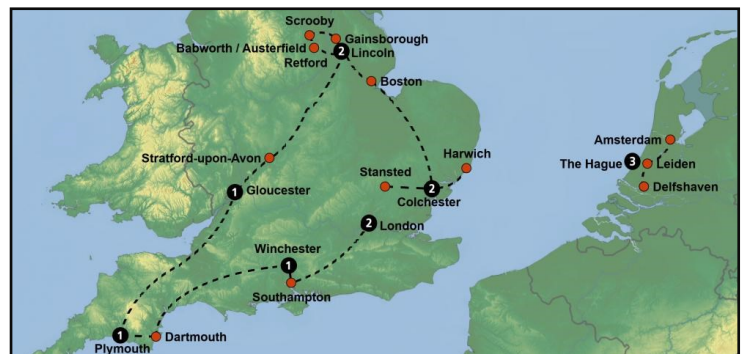 Scrooby
Gainsborough
Babworth / Austerfield
2
Lincoln
Retford
Boston
Amsterdam
Harwich
Stratford-upon-Avon
The Hague
3
Leiden
Stansted
Delfshaven
1
Gloucester
2
Colchester
2
London
Winchester
1
Southampton
1
Dartmouth
Plymouth